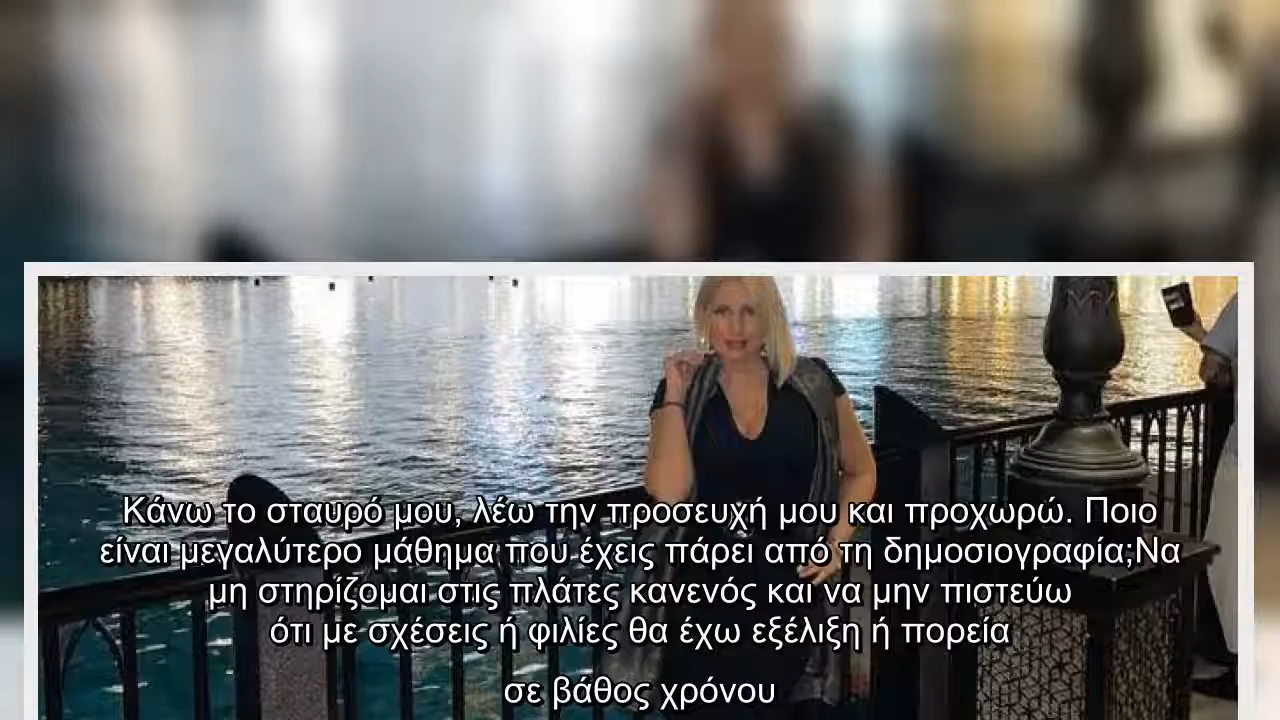 Κάνω το σταυρό μου, λέω την προσευχή μου και προχωρώ. Ποιο
είναι μεγαλύτερο μάθημα που έχεις πάρει από τη δημοσιογραφία;Να
μη στηρίζομαι στις πλάτες κανενός και να μην πιστεύω
ότι με σχέσεις ή φιλίες θα έχω εξέλιξη ή πορεία
σε βάθος χρόνου